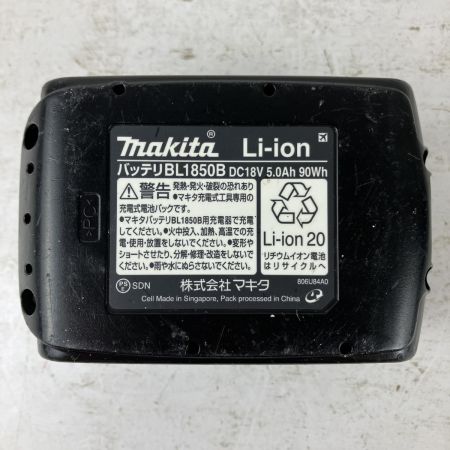 makita® Li-ion
バッテリBL1850B DC18V 5.0Ah 90Wh
警告 発熱・発火・破裂の恐れあり
●マキタ充電式工具専用の
充電式電池パックです。
●マキタバッテリBL1850B用充電器で充電
してください。●火中投入、加熱、高温での充
電・使用・放置をしないでください。●変形や
ショートさせたり、分解・修理・改造をしないで
ください。●雨や水にぬらさないでください。
Li-ion 20
リチウムイオン電池
はリサイクルへ
PS E SDN 株式会社マキタ 806U84A0
Cell Made in Singapore, Pack processed in China
>PC<